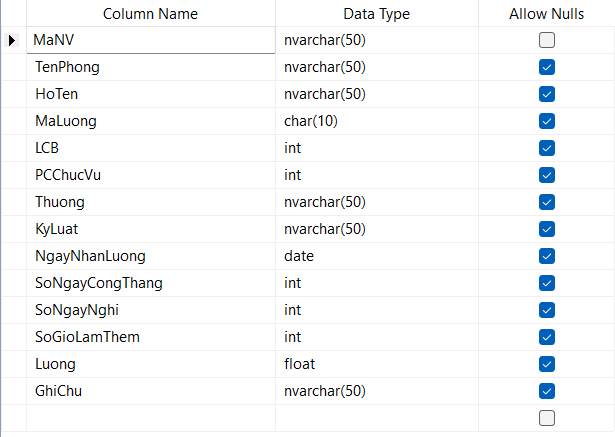 Column Name Data Type Allow Nulls
MaNV nvarchar(50)
TenPhong nvarchar(50)
HoTen nvarchar(50)
MaLuong char(10)
LCB int
PCChucVu int
Thuong nvarchar(50)
KyLuat nvarchar(50)
NgayNhanLuong date
SoNgayCongThang int
SoNgayNghi int
SoGioLamThem int
Luong float
GhiChu nvarchar(50)